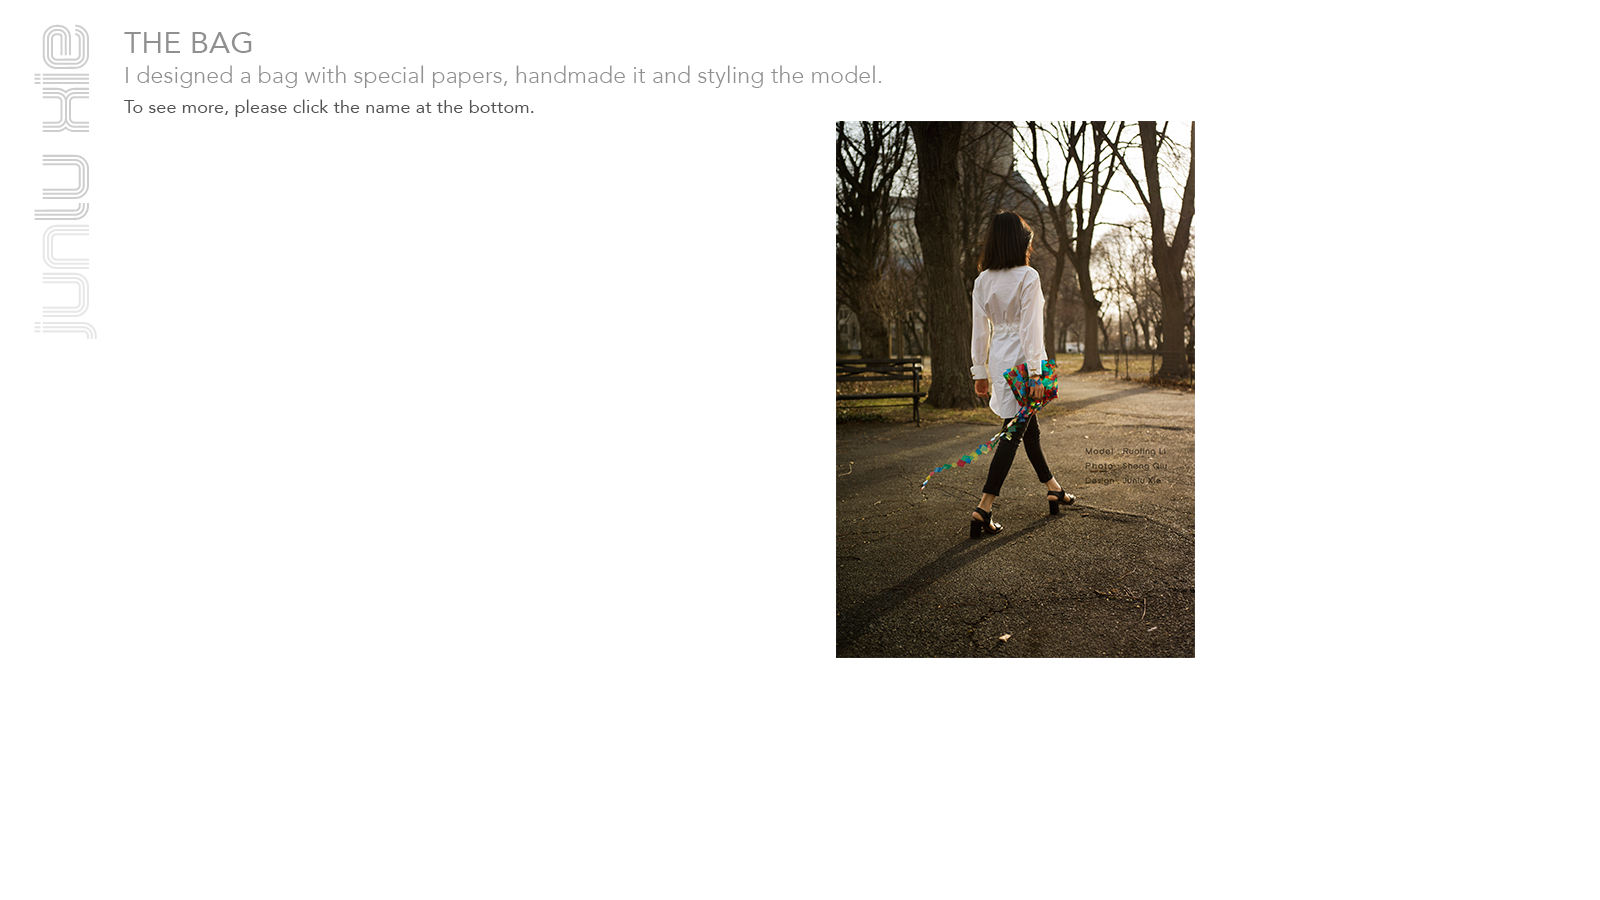 junlu xie
THE BAG
I designed a bag with special papers, handmade it and styling the model.
To see more, please click the name at the bottom.
Model : Ruofing Li
Photo : Sheng Qiu
Design : Junlu Xie